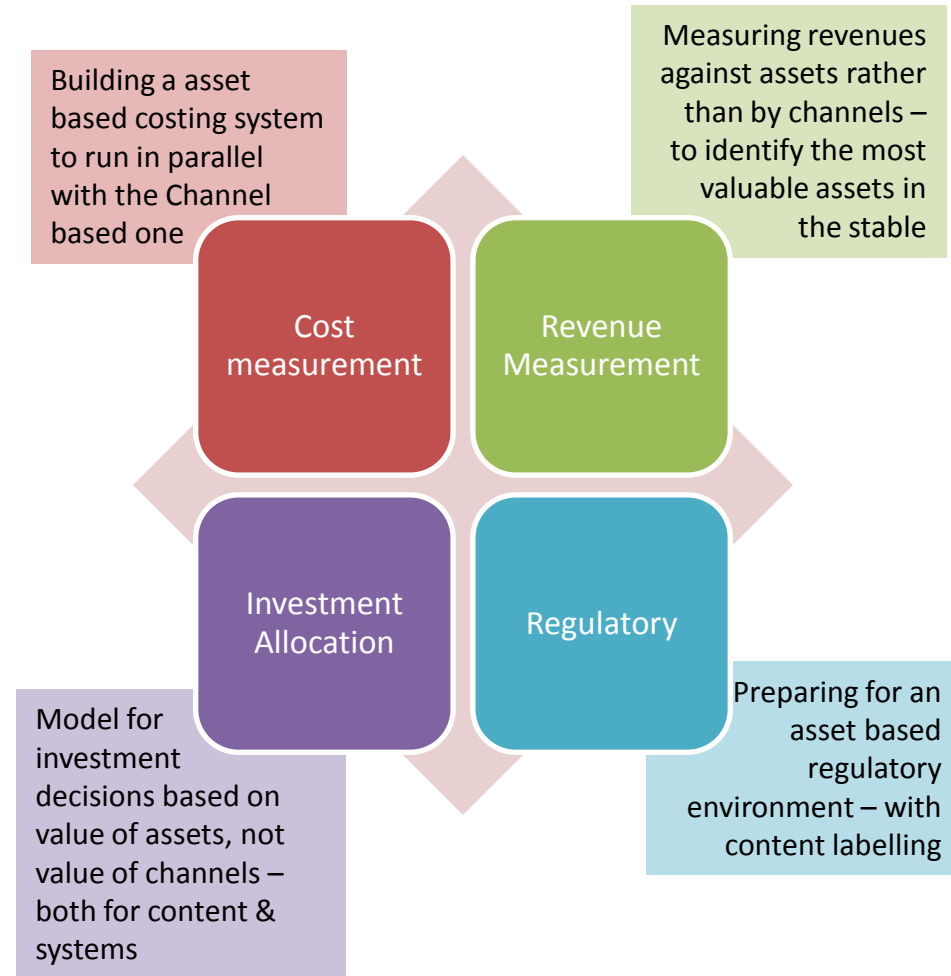 Building a asset
based costing system
to run in parallel
with the Channel
based one
Measuring revenues
against assets rather
than by channels –
to identify the most
valuable assets in
the stable
Cost
measurement
Revenue
Measurement
Investment
Allocation
Regulatory
Model for
investment
decisions based on
value of assets, not
value of channels –
both for content &
systems
Preparing for an
asset based
regulatory
environment – with
content labelling